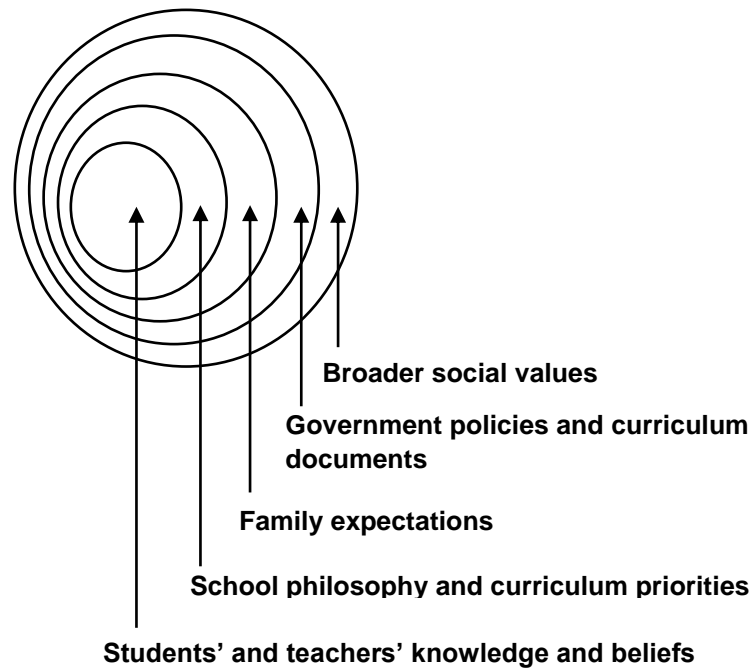 Broader social values
Government policies and curriculum
documents
Family expectations
School philosophy and curriculum priorities
Students’ and teachers’ knowledge and beliefs